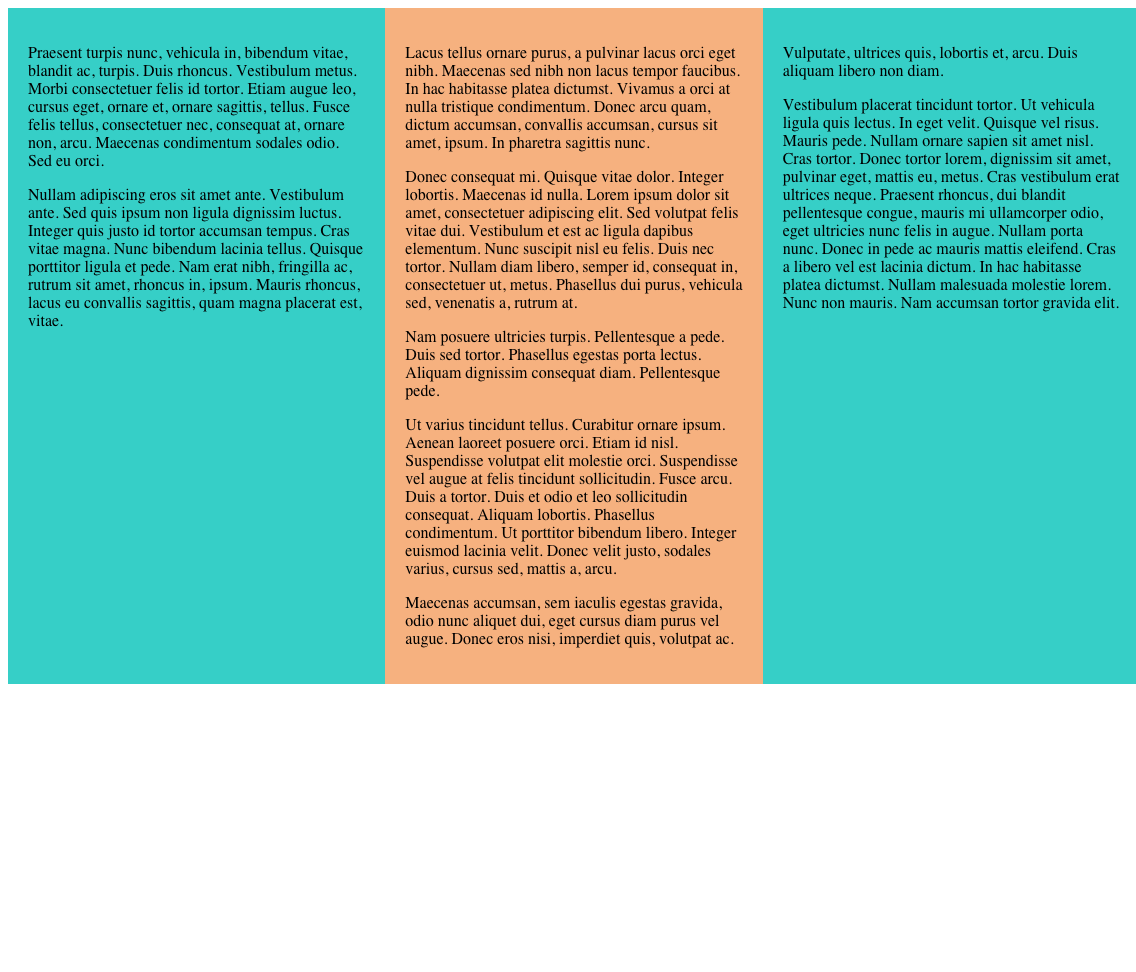 Praesent turpis nunc, vehicula in, bibendum vitae,
blandit ac, turpis. Duis rhoncus. Vestibulum metus.
Morbi consectetuer felis id tortor. Etiam augue leo,
cursus eget, ornare et, ornare sagittis, tellus. Fusce
felis tellus, consectetuer nec, consequat at, ornare
non, arcu. Maecenas condimentum sodales odio.
Sed eu orci.
Nullam adipiscing eros sit amet ante. Vestibulum
ante. Sed quis ipsum non ligula dignissim luctus.
Integer quis justo id tortor accumsan tempus. Cras
vitae magna. Nunc bibendum lacinia tellus. Quisque
porttitor ligula et pede. Nam erat nibh, fringilla ac,
rutrum sit amet, rhoncus in, ipsum. Mauris rhoncus,
lacus eu convallis sagittis, quam magna placerat est,
vitae.
Lacus tellus ornare purus, a pulvinar lacus orci eget
nibh. Maecenas sed nibh non lacus tempor faucibus.
In hac habitasse platea dictumst. Vivamus a orci at
nulla tristique condimentum. Donec arcu quam,
dictum accumsan, convallis accumsan, cursus sit
amet, ipsum. In pharetra sagittis nunc.
Donec consequat mi. Quisque vitae dolor. Integer
lobortis. Maecenas id nulla. Lorem ipsum dolor sit
amet, consectetuer adipiscing elit. Sed volutpat felis
vitae dui. Vestibulum et est ac ligula dapibus
elementum. Nunc suscipit nisl eu felis. Duis nec
tortor. Nullam diam libero, semper id, consequat in,
consectetuer ut, metus. Phasellus dui purus, vehicula
sed, venenatis a, rutrum at.
Nam posuere ultricies turpis. Pellentesque a pede.
Duis sed tortor. Phasellus egestas porta lectus.
Aliquam dignissim consequat diam. Pellentesque
pede.
Ut varius tincidunt tellus. Curabitur ornare ipsum.
Aenean laoreet posuere orci. Etiam id nisl.
Suspendisse volutpat elit molestie orci. Suspendisse
vel augue at felis tincidunt sollicitudin. Fusce arcu.
Duis a tortor. Duis et odio et leo sollicitudin
consequat. Aliquam lobortis. Phasellus
condimentum. Ut porttitor bibendum libero. Integer
euismod lacinia velit. Donec velit justo, sodales
varius, cursus sed, mattis a, arcu.
Maecenas accumsan, sem iaculis egestas gravida,
odio nunc aliquet dui, eget cursus diam purus vel
augue. Donec eros nisi, imperdiet quis, volutpat ac.
Vulputate, ultrices quis, lobortis et, arcu. Duis
aliquam libero non diam.
Vestibulum placerat tincidunt tortor. Ut vehicula
ligula quis lectus. In eget velit. Quisque vel risus.
Mauris pede. Nullam ornare sapien sit amet nisl.
Cras tortor. Donec tortor lorem, dignissim sit amet,
pulvinar eget, mattis eu, metus. Cras vestibulum erat
ultrices neque. Praesent rhoncus, dui blandit
pellentesque congue, mauris mi ullamcorper odio,
eget ultricies nunc felis in augue. Nullam porta
nunc. Donec in pede ac mauris mattis eleifend. Cras
a libero vel est lacinia dictum. In hac habitasse
platea dictumst. Nullam malesuada molestie lorem.
Nunc non mauris. Nam accumsan tortor gravida elit.